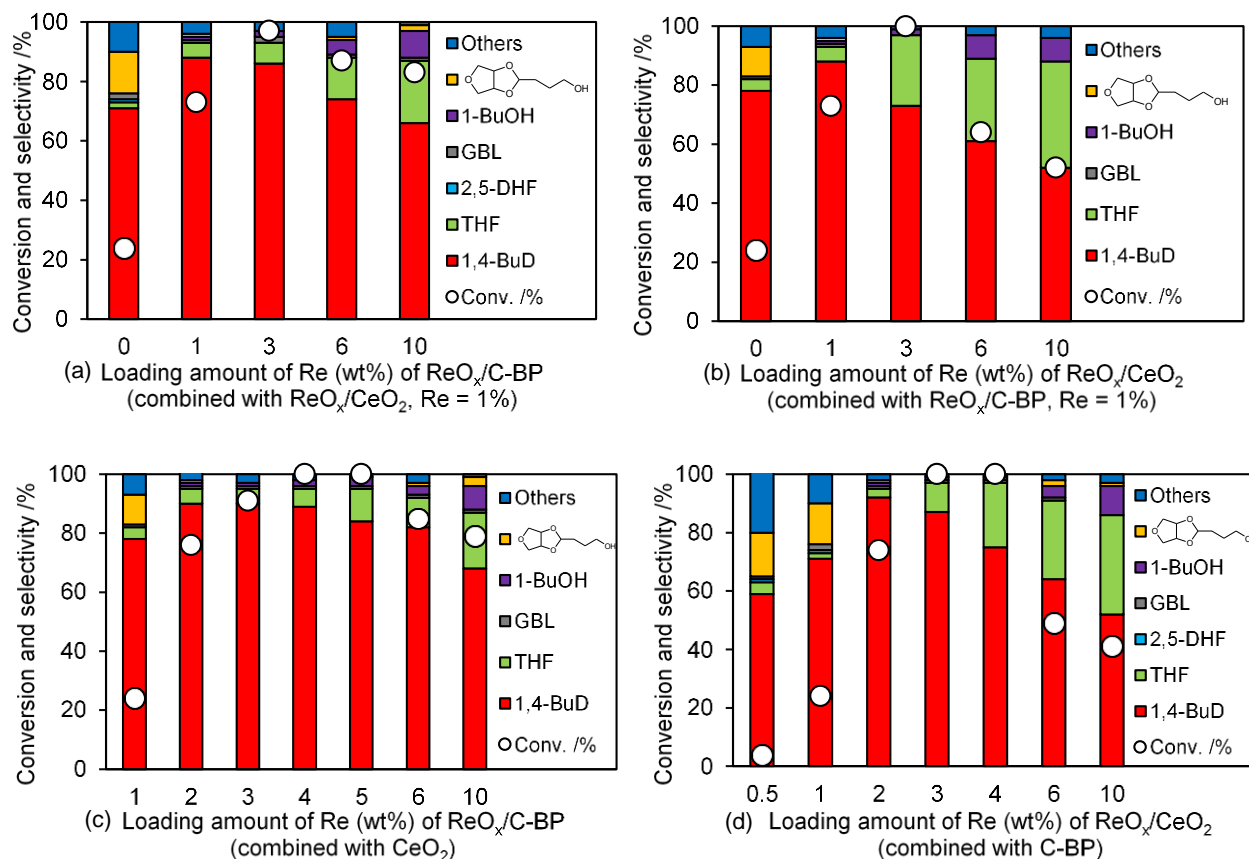 100
80
60
40
20
0
Conversion and selectivity /%
0 1 3 6 10
(a) Loading amount of Re (wt%) of ReOₓ/C-BP
(combined with ReOₓ/CeO₂, Re = 1%)
Others
O O O OH
1-BuOH
GBL
2,5-DHF
THF
1,4-BuD
Conv. /%
100
80
60
40
20
0
Conversion and selectivity /%
0 1 3 6 10
(b) Loading amount of Re (wt%) of ReOₓ/CeO₂
(combined with ReOₓ/C-BP, Re = 1%)
Others
O O O OH
1-BuOH
GBL
THF
1,4-BuD
Conv. /%
100
80
60
40
20
0
Conversion and selectivity /%
1 2 3 4 5 6 10
(c) Loading amount of Re (wt%) of ReOₓ/C-BP
(combined with CeO₂)
Others
O O O OH
1-BuOH
GBL
THF
1,4-BuD
Conv. /%
100
80
60
40
20
0
Conversion and selectivity /%
0.5 1 2 3 4 6 10
(d) Loading amount of Re (wt%) of ReOₓ/CeO₂
(combined with C-BP)
Others
O O O
1-BuOH
GBL
2,5-DHF
THF
1,4-BuD
Conv. /%